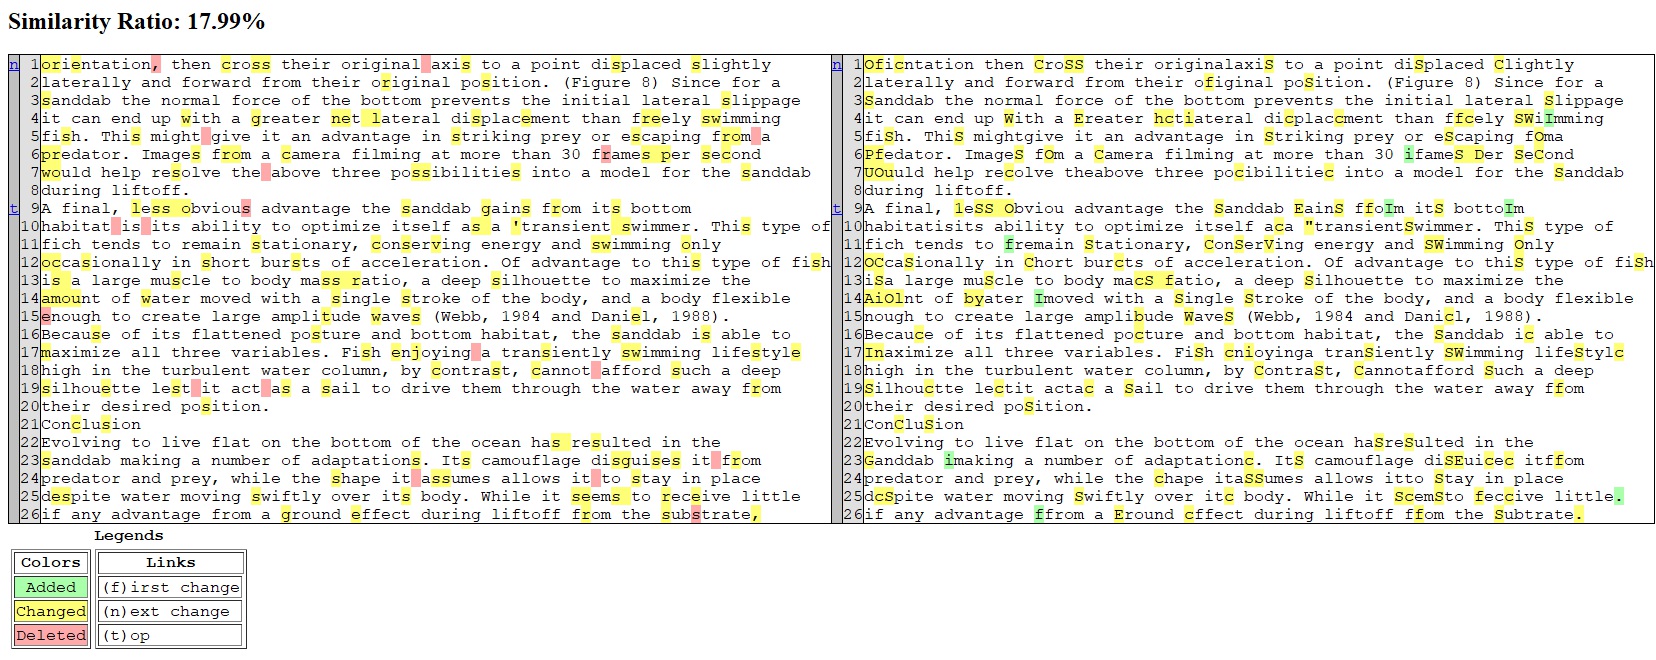 Similarity Ratio: 17.99%
n 1 orientation, then cross their original axis to a point displaced slightly
2 laterally and forward from their original position. (Figure 8) Since for a
3 sanddab the normal force of the bottom prevents the initial lateral slippage
4 it can end up with a greater net lateral displacement than freely swimming
5 fish. This might give it an advantage in striking prey or escaping from a
6 predator. Images from a camera filming at more than 30 frames per second
7 would help resolve the above three possibilities into a model for the sanddab
8 during liftoff.
t 9 A final, less obvious advantage the sanddab gains from its bottom
10 habitat is its ability to optimize itself as a 'transient swimmer. This type of
11 fich tends to remain stationary, conserving energy and swimming only
12 occasionally in short bursts of acceleration. Of advantage to this type of fish
13 is a large muscle to body mass ratio, a deep silhouette to maximize the
14 amount of water moved with a single stroke of the body, and a body flexible
15 enough to create large amplitude waves (Webb, 1984 and Daniel, 1988).
16 Because of its flattened posture and bottom habitat, the sanddab is able to
17 maximize all three variables. Fish enjoying a transiently swimming lifestyle
18 high in the turbulent water column, by contrast, cannot afford such a deep
19 silhouette lest it act as a sail to drive them through the water away from
20 their desired position.
21 Conclusion
22 Evolving to live flat on the bottom of the ocean has resulted in the
23 sanddab making a number of adaptations. Its camouflage disguises it from
24 predator and prey, while the shape it assumes allows it to stay in place
25 despite water moving swiftly over its body. While it seems to receive little
26 if any advantage from a ground effect during liftoff from the substrate,
n 1 Oficntation then CroSS their originalaxiS to a point diSplaced Clightly
2 laterally and forward from their ofiginal poSition. (Figure 8) Since for a
3 Sanddab the normal force of the bottom prevents the initial lateral Slippage
4 it can end up With a Ereater hctiateral dicplaccment than ffcely SWiImming
5 fiSh. ThiS mightgive it an advantage in Striking prey or eScaping fOma
6 Pfedator. ImageS fOm a Camera filming at more than 30 ifameS Der SeCond
7 UOuuld help recolve theabove three pocibilitiec into a model for the Sanddab
8 during liftoff.
t 9 A final, 1eSS Obviou advantage the Sanddab EainS ffoIm itS bottoIm
10 habitatisits ability to optimize itself aca "transientSwimmer. ThiS type of
11 fich tends to fremain Stationary, ConSerVing energy and SWimming Only
12 OCcaSionally in Chort burcts of acceleration. Of advantage to thiS type of fiSh
13 iSa large muScle to body macS fatio, a deep Silhouette to maximize the
14 AiOlnt of byater Imoved with a Single Stroke of the body, and a body flexible
15 nough to create large amplibude WaveS (Webb, 1984 and Danicl, 1988).
16 Becauce of its flattened pocture and bottom habitat, the Sanddab ic able to
17 Inaximize all three variables. FiSh cnioyinga tranSiently SWimming lifeStylc
18 high in the turbulent water column, by ContraSt, Cannotafford Such a deep
19 Silhouctte lectit actac a Sail to drive them through the water away ffom
20 their desired poSition.
21 ConCluSion
22 Evolving to live flat on the bottom of the ocean haSreSulted in the
23 Ganddab imaking a number of adaptationc. ItS camouflage diSEuicec itffom
24 predator and prey, while the chape itaSSumes allows itto Stay in place
25 dcSpite water moving Swiftly over itc body. While it ScemSto feccive little.
26 if any advantage ffrom a Eround cffect during liftoff ffom the Subtrate.
Legends
Colors
Added
Changed
Deleted
Links
(f)irst change
(n)ext change
(t)op